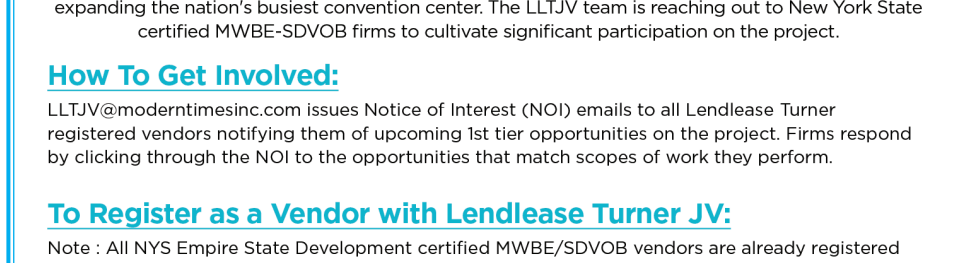 expanding the nation's busiest convention center. The LLTJV team is reaching out to New York State
certified MWBE-SDVOB firms to cultivate significant participation on the project.
How To Get Involved:
LLTJV@moderntimesinc.com issues Notice of Interest (NOI) emails to all Lendlease Turner
registered vendors notifying them of upcoming 1st tier opportunities on the project. Firms respond
by clicking through the NOI to the opportunities that match scopes of work they perform.
To Register as a Vendor with Lendlease Turner JV:
Note : All NYS Empire State Development certified MWBE/SDVOB vendors are already registered